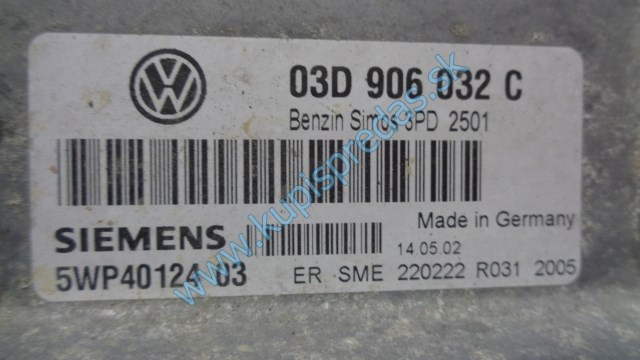 VW
03D 906 032 C
Benzin Simos 3PD 2501
SIEMENS
Made in Germany
14.05.02
5WP40124 03
ER SME 220222 R031 2005
www.kupispredas.sk